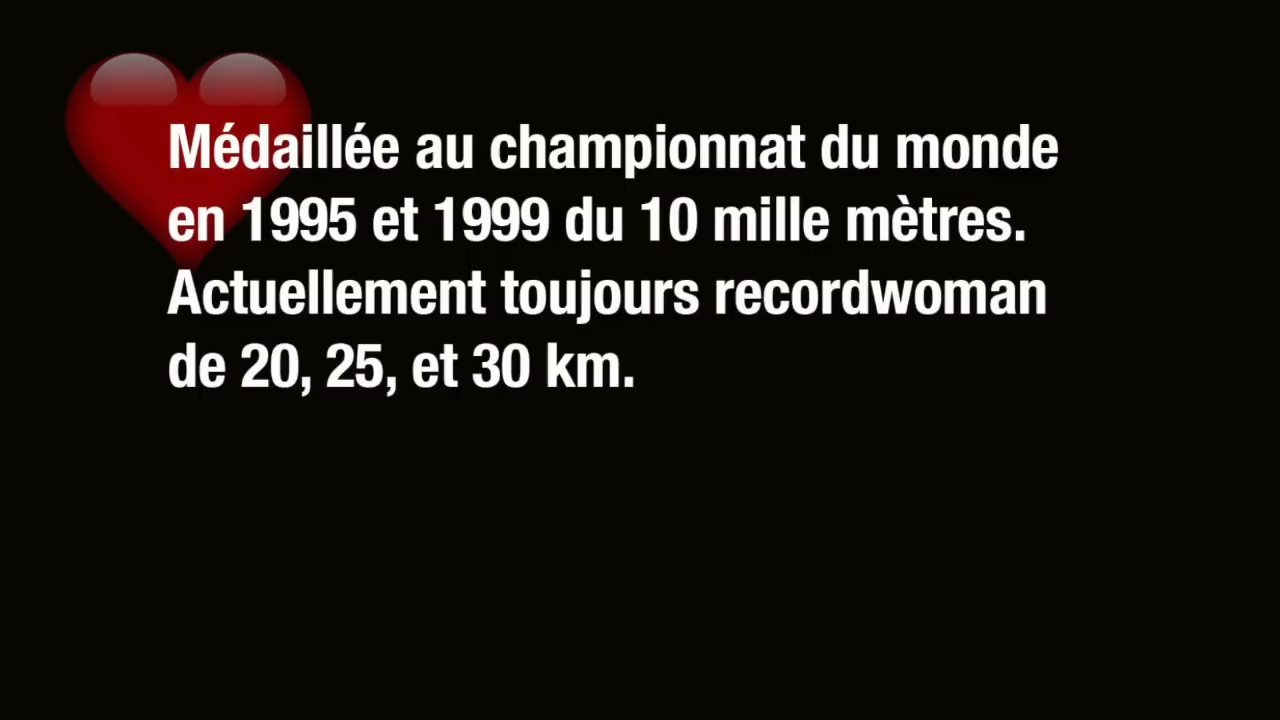 Médaillée au championnat du monde
en 1995 et 1999 du 10 mille mètres.
Actuellement toujours recordwoman
de 20, 25, et 30 km.